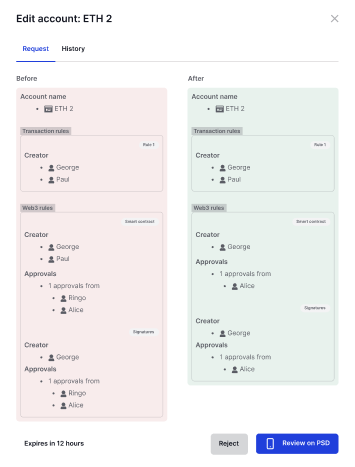 Edit account: ETH 2
Request
History
Before
Account name
ETH 2
Transaction rules
Rule 1
Creator
George
Paul
Web3 rules
Smart contract
Creator
George
Paul
Approvals
1 approvals from
Ringo
Alice
Signatures
Creator
George
Approvals
1 approvals from
Ringo
Alice
After
Account name
ETH 2
Transaction rules
Rule 1
Creator
George
Paul
Web3 rules
Smart contract
Creator
George
Approvals
1 approvals from
Alice
Signatures
Creator
George
Approvals
1 approvals from
Alice
Expires in 12 hours
Reject
Review on PSD